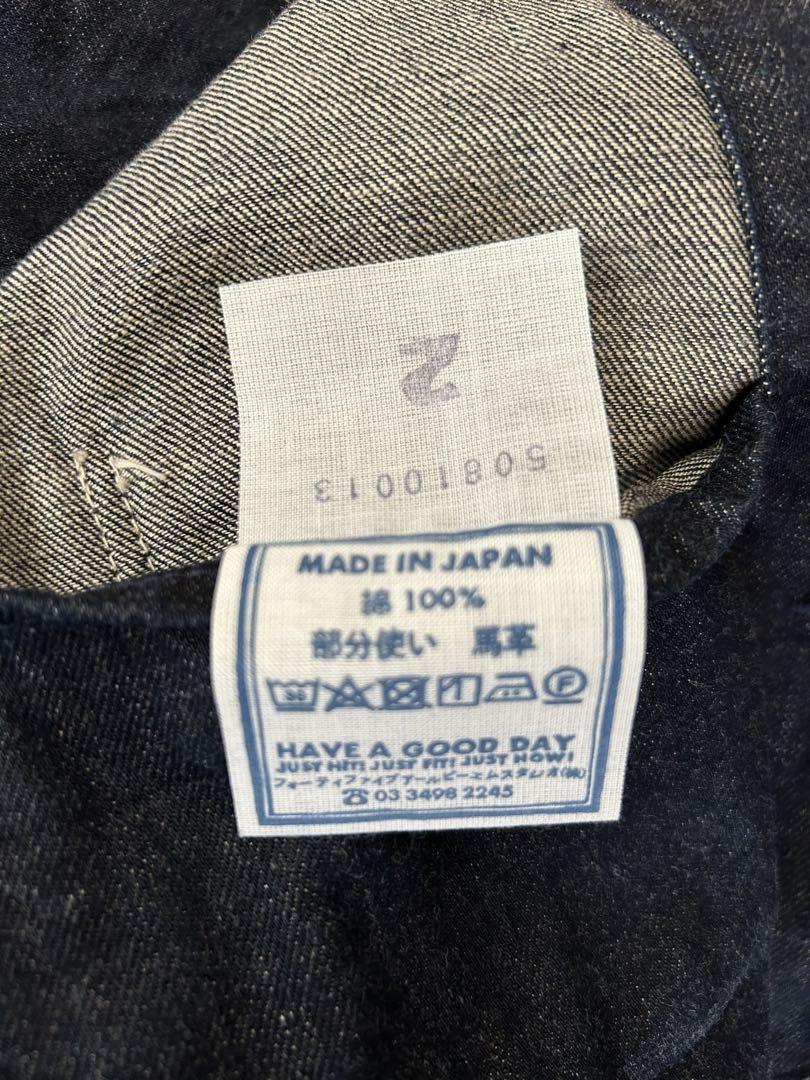 2
50810013
MADE IN JAPAN
綿 100%
部分使い 馬革
F
HAVE A GOOD DAY
JUST HIT! JUST FIT! JUST NOW!
フォーティファイブアールピーエムスタジオ(株)
☎ 03 3498 2245